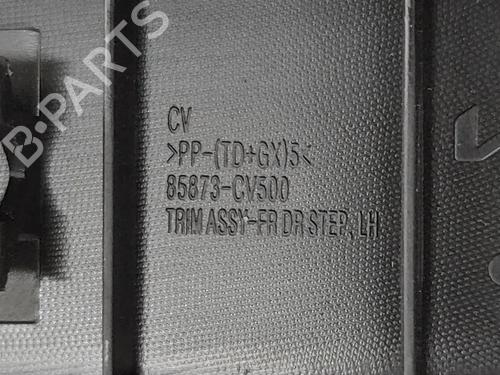 B-PARTS
CV
>PP-(TD+GX)5<
85873-CV500
TRIM ASSY-FR DR STEP, LH